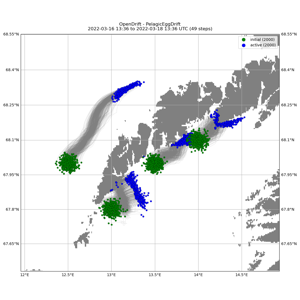 OpenDrift - PelagicEggDrift
2022-03-16 13:36 to 2022-03-18 13:36 UTC (49 steps)
initial (2000)
active (2000)
68.55°N
68.4°N
68.25°N
68.1°N
67.95°N
67.8°N
67.65°N
12°E
12.5°E
13°E
13.5°E
14°E
14.5°E